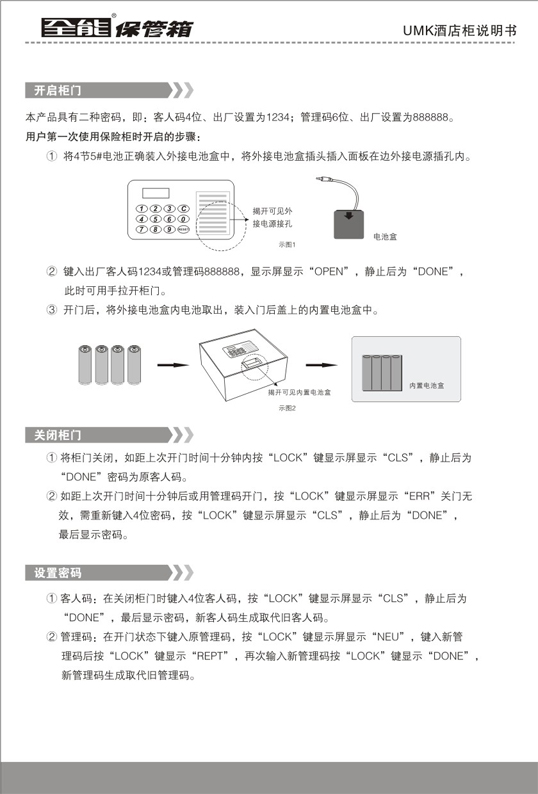 全能® 保管箱
UMK酒店柜说明书
开启柜门
本产品具有二种密码，即：客人码4位、出厂设置为1234；管理码6位、出厂设置为888888。
用户第一次使用保险柜时开启的步骤：
① 将4节5#电池正确装入外接电池盒中，将外接电池盒插头插入面板在边外接电源插孔内。
1 2 3 C
4 5 6 0
7 8 9 RESET
揭开可见外
接电源接孔
示图1
电池盒
② 键入出厂客人码1234或管理码888888，显示屏显示“OPEN”，静止后为“DONE”，
此时可用手拉开柜门。
③ 开门后，将外接电池盒内电池取出，装入门后盖上的内置电池盒中。
揭开可见内置电池盒
示图2
内置电池盒
关闭柜门
① 将柜门关闭，如距上次开门时间十分钟内按“LOCK”键显示屏显示“CLS”，静止后为
“DONE”密码为原客人码。
② 如距上次开门时间十分钟后或用管理码开门，按“LOCK”键显示屏显示“ERR”关门无
效，需重新键入4位密码，按“LOCK”键显示屏显示“CLS”，静止后为“DONE”，
最后显示密码。
设置密码
① 客人码：在关闭柜门时键入4位客人码，按“LOCK”键显示屏显示“CLS”，静止后为
“DONE”，最后显示密码，新客人码生成取代旧客人码。
② 管理码：在开门状态下键入原管理码，按“LOCK”键显示屏显示“NEU”，键入新管
理码后按“LOCK”键显示“REPT”，再次输入新管理码按“LOCK”键显示“DONE”，
新管理码生成取代旧管理码。